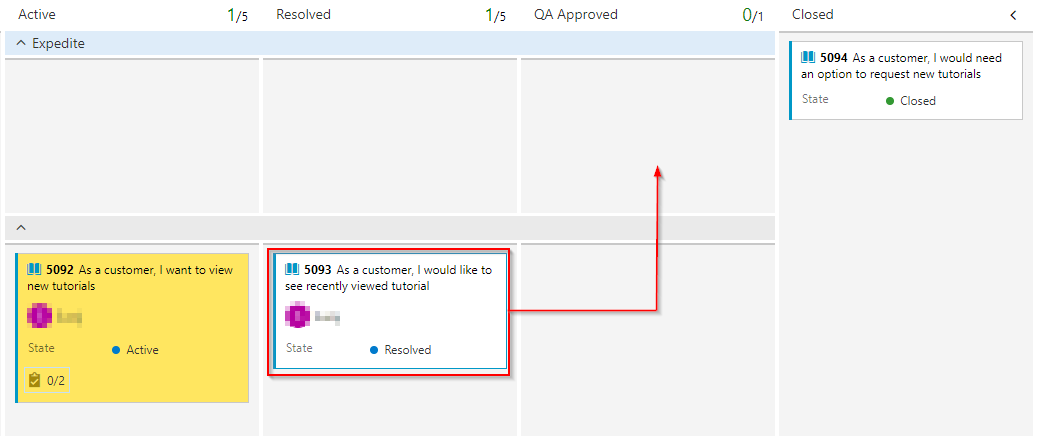 Active 1/5 Resolved 1/5 QA Approved 0/1 Closed
Expedite
5094 As a customer, I would need
an option to request new tutorials
State Closed
5092 As a customer, I want to view
new tutorials
State Active
0/2
5093 As a customer, I would like to
see recently viewed tutorial
State Resolved